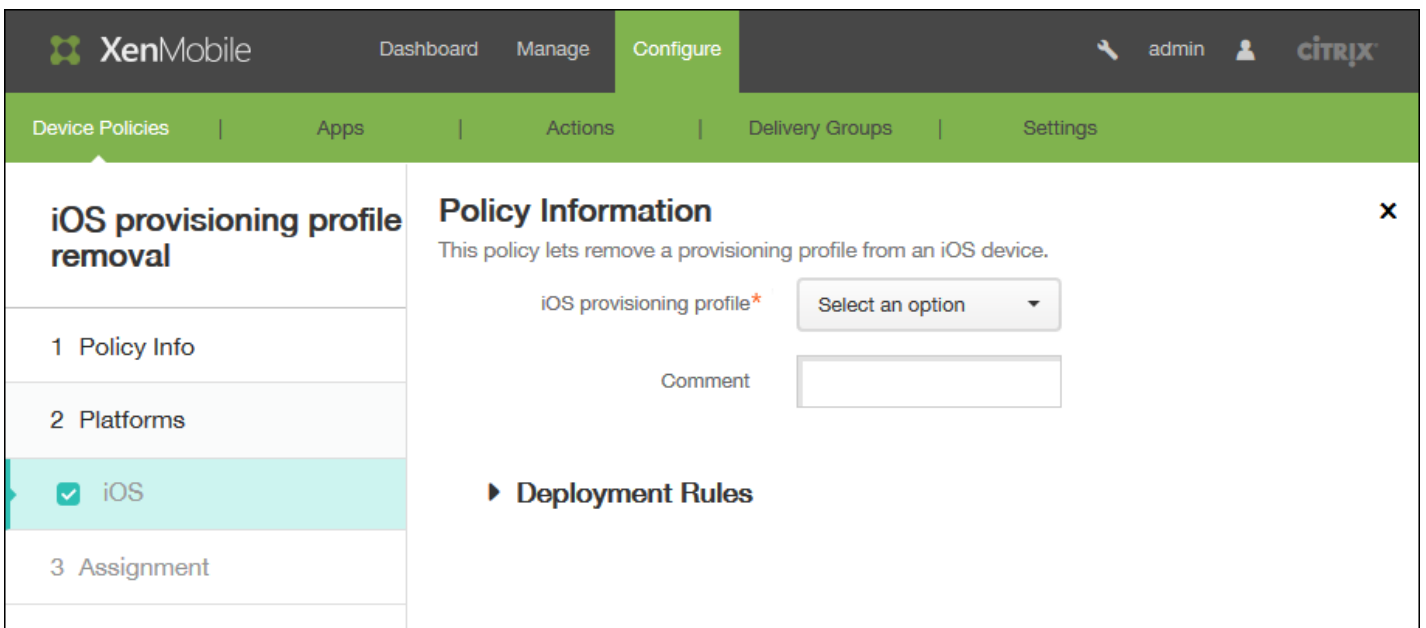 XenMobile Dashboard Manage Configure admin CITRIX
Device Policies | Apps | Actions | Delivery Groups | Settings
iOS provisioning profile
removal
1 Policy Info
2 Platforms
iOS
3 Assignment
Policy Information
This policy lets remove a provisioning profile from an iOS device.
iOS provisioning profile* Select an option
Comment
Deployment Rules